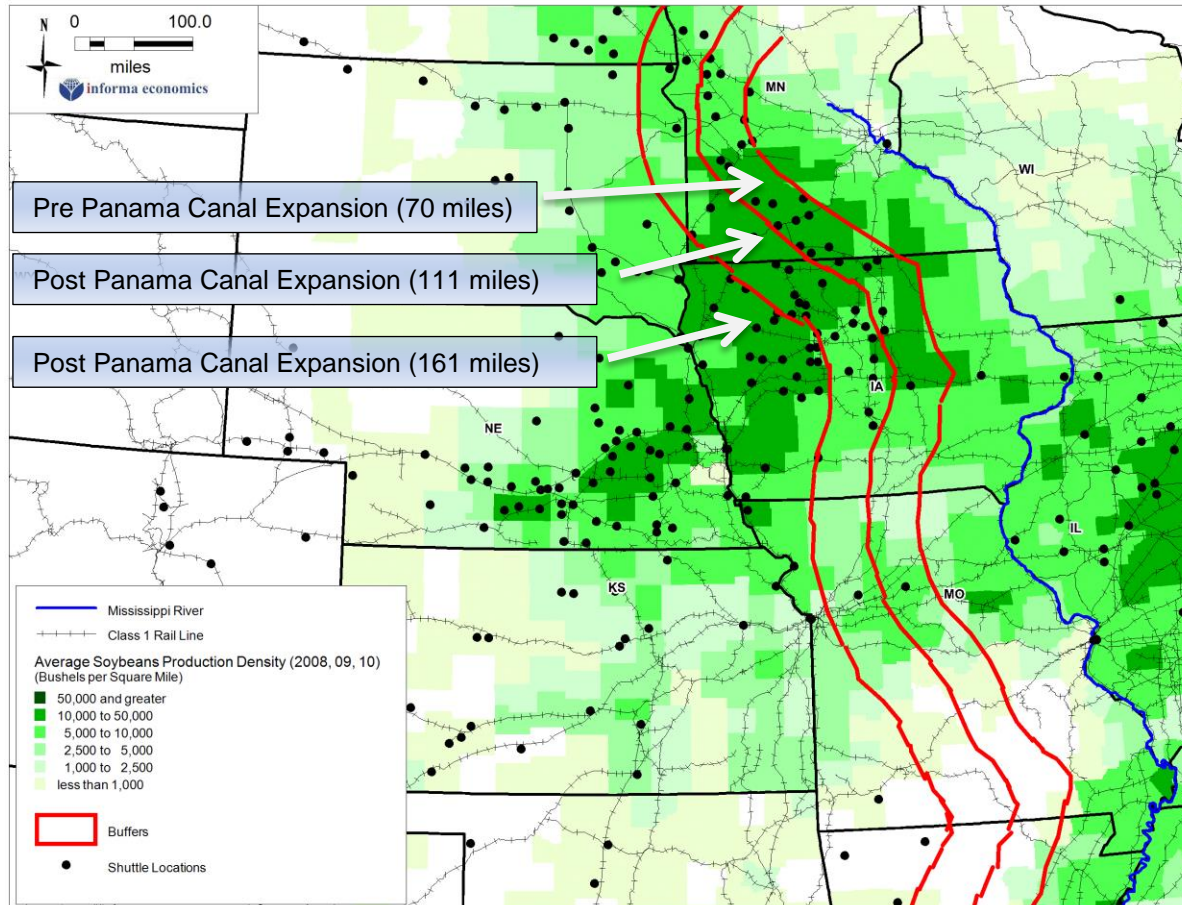 0 100.0
N
miles
informa economics
MN
WI
Pre Panama Canal Expansion (70 miles)
Post Panama Canal Expansion (111 miles)
Post Panama Canal Expansion (161 miles)
IA
NE
IL
KS
MO
Mississippi River
Class 1 Rail Line
Average Soybeans Production Density (2008, 09, 10)
(Bushels per Square Mile)
50,000 and greater
10,000 to 50,000
5,000 to 10,000
2,500 to 5,000
1,000 to 2,500
less than 1,000
Buffers
Shuttle Locations